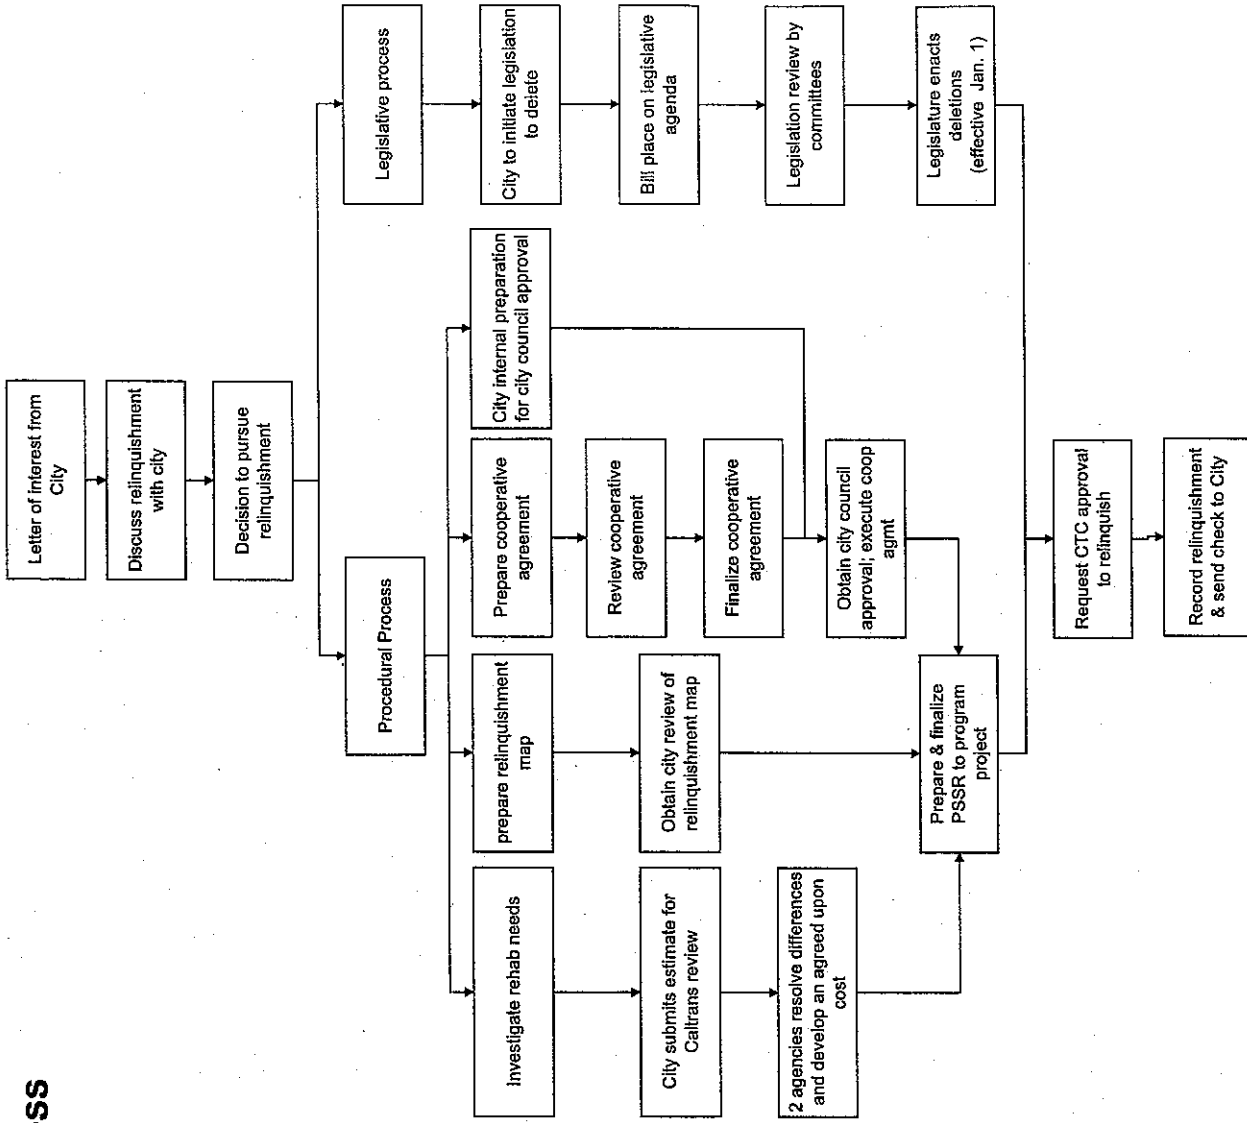 ss
Letter of interest from
City
Discuss relinquishment
with city
Decision to pursue
relinquishment
Procedural Process
Legislative process
Investigate rehab needs
prepare relinquishment
map
Prepare cooperative
agreement
City internal preparation
for city council approval
City to initiate legislation
to delete
City submits estimate for
Caltrans review
Obtain city review of
relinquishment map
Review cooperative
agreement
Bill place on legislative
agenda
2 agencies resolve differences
and develop an agreed upon
cost
Finalize cooperative
agreement
Legislation review by
committees
Obtain city council
approval; execute coop
agmt
Prepare & finalize
PSSR to program
project
Legislature enacts
deletions
(effective Jan. 1)
Request CTC approval
to relinquish
Record relinquishment
& send check to City